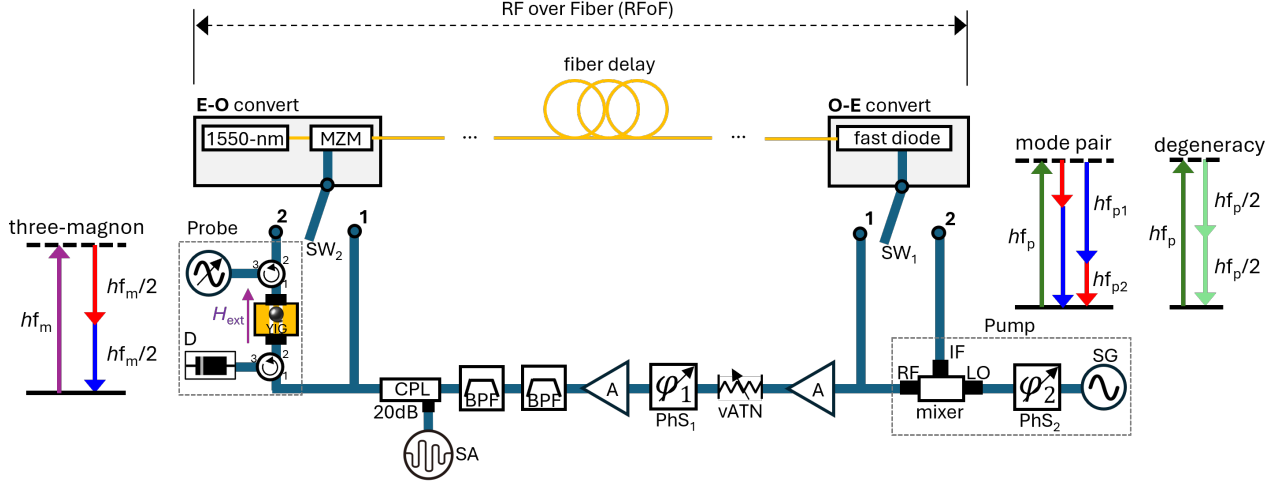 RF over Fiber (RFoF)
fiber delay
E-O convert
1550-nm
MZM
...
...
O-E convert
fast diode
mode pair
degeneracy
hfp
hfp1
hfp2
hfp
hfp/2
hfp/2
three-magnon
hfm
hfm/2
hfm/2
Probe
2
1
SW2
3
2
1
Hext
YIG
D
3
2
1
1
2
SW1
CPL
20dB
SA
BPF
BPF
A
φ1
PhS1
vATN
A
Pump
IF
RF
LO
mixer
φ2
PhS2
SG